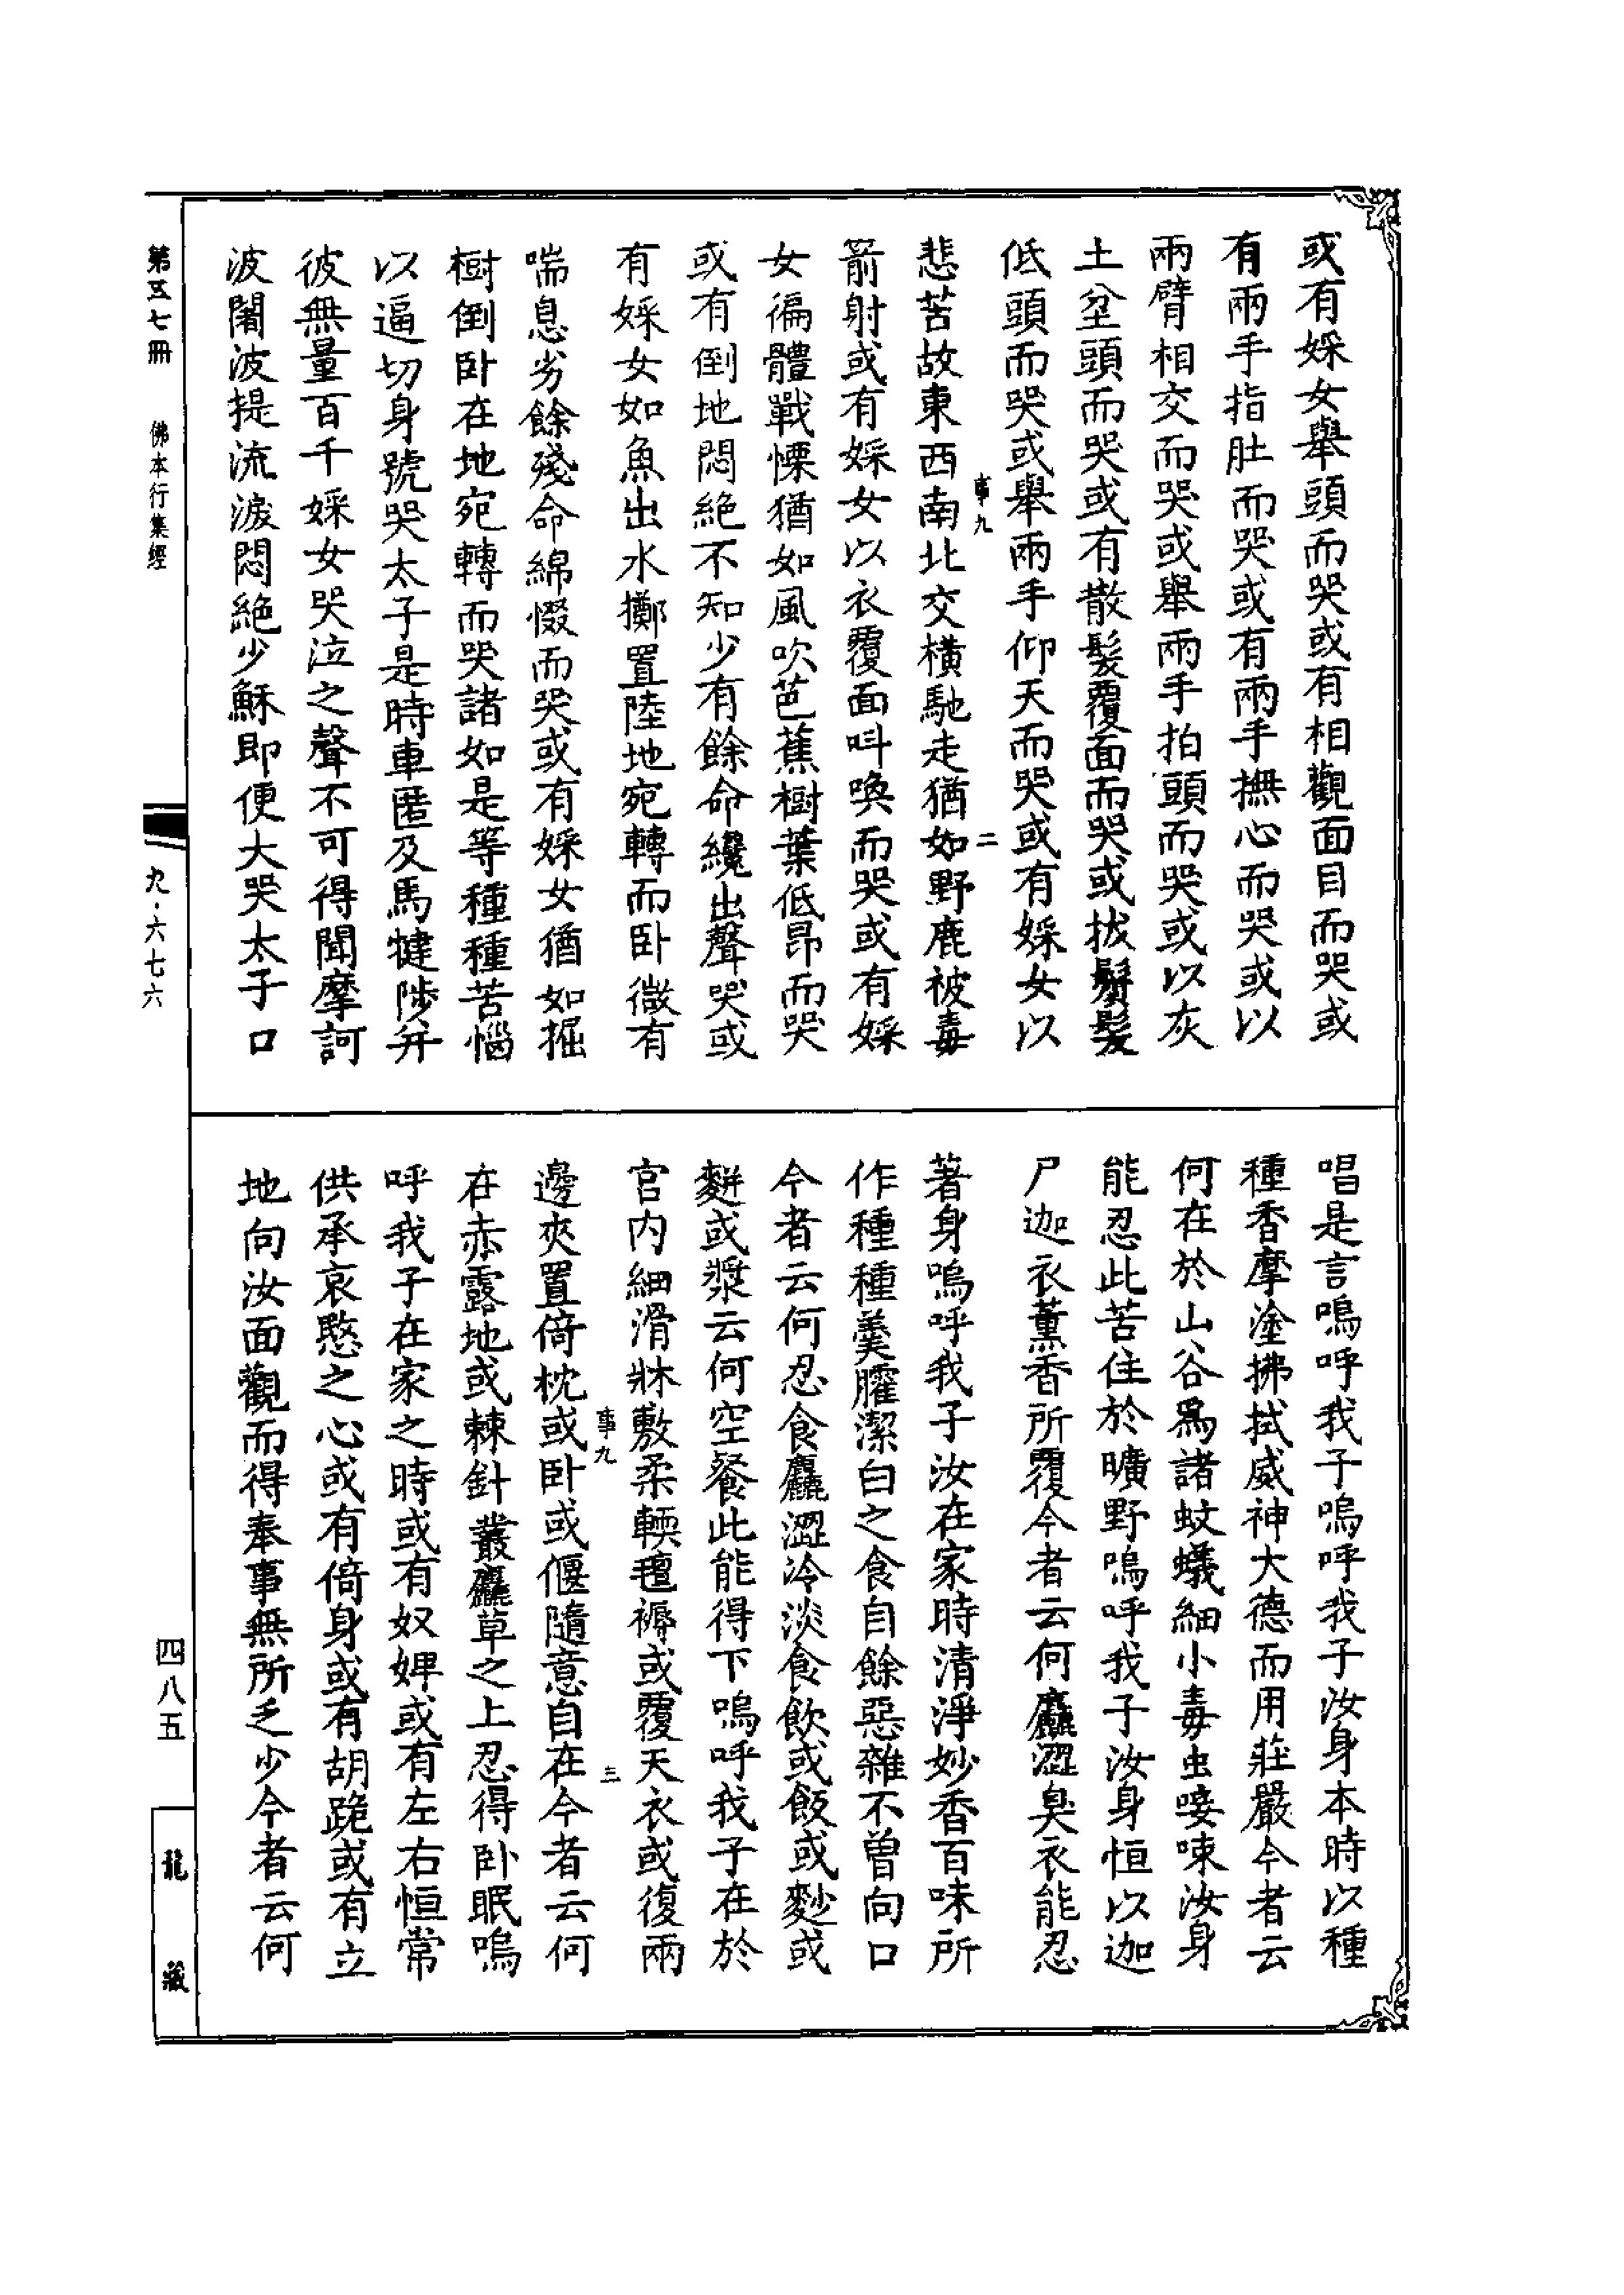 或有婇女舉頭而哭或有相觀面目而哭或
有兩手指肚而哭或有兩手撫心而哭或以
兩臂相交而哭或舉兩手拍頭而哭或以灰
土坌頭而哭或有散髮覆面而哭或拔鬚髮
低頭而哭或舉兩手仰天而哭或有婇女以
事九
二
悲苦故東西南北交橫馳走猶如野鹿被毒
箭射或有婇女以衣覆面叫喚而哭或有婇
女徧體戰慄猶如風吹芭蕉樹葉低昂而哭
或有倒地悶絕不知少有餘命纔出聲哭或
有婇女如魚出水擲置陸地宛轉而卧微有
喘息劣餘殘命綿惙而哭或有婇女猶如掘
樹倒卧在地宛轉而哭諸如是等種種苦惱
以逼切身號哭太子是時車匿及馬犍陟并
彼無量百千婇女哭泣之聲不可得聞摩訶
波闍波提流淚悶絕少穌即便大哭太子口
唱是言嗚呼我子嗚呼我子汝身本時以種
種香摩塗拂拭威神大德而用莊嚴今者云
何在於山谷爲諸蚊蟻細小毒虫唼唻汝身
能忍此苦住於曠野嗚呼我子汝身恒以迦
尸迦衣薰香所覆今者云何麤澀臭衣能忍
著身嗚呼我子汝在家時清淨妙香百味所
作種種羹臛潔白之食自餘惡雜不曾向口
今者云何忍食麤澀冷淡食飲或飯或麨或
麨或漿云何空餐此能得下嗚呼我子在於
宮内細滑牀敷柔輭氊褥或覆天衣或復兩
事九
三
邊夾置倚枕或卧或偃隨意自在今者云何
在赤露地或棘針叢麤草之上忍得卧眠嗚
呼我子在家之時或有奴婢或有左右恒常
供承哀愍之心或有倚身或有胡跪或有立
地向汝面觀而得奉事無所乏少今者云何
第五七冊
佛本行集經
九·六七六
四八五
龍藏